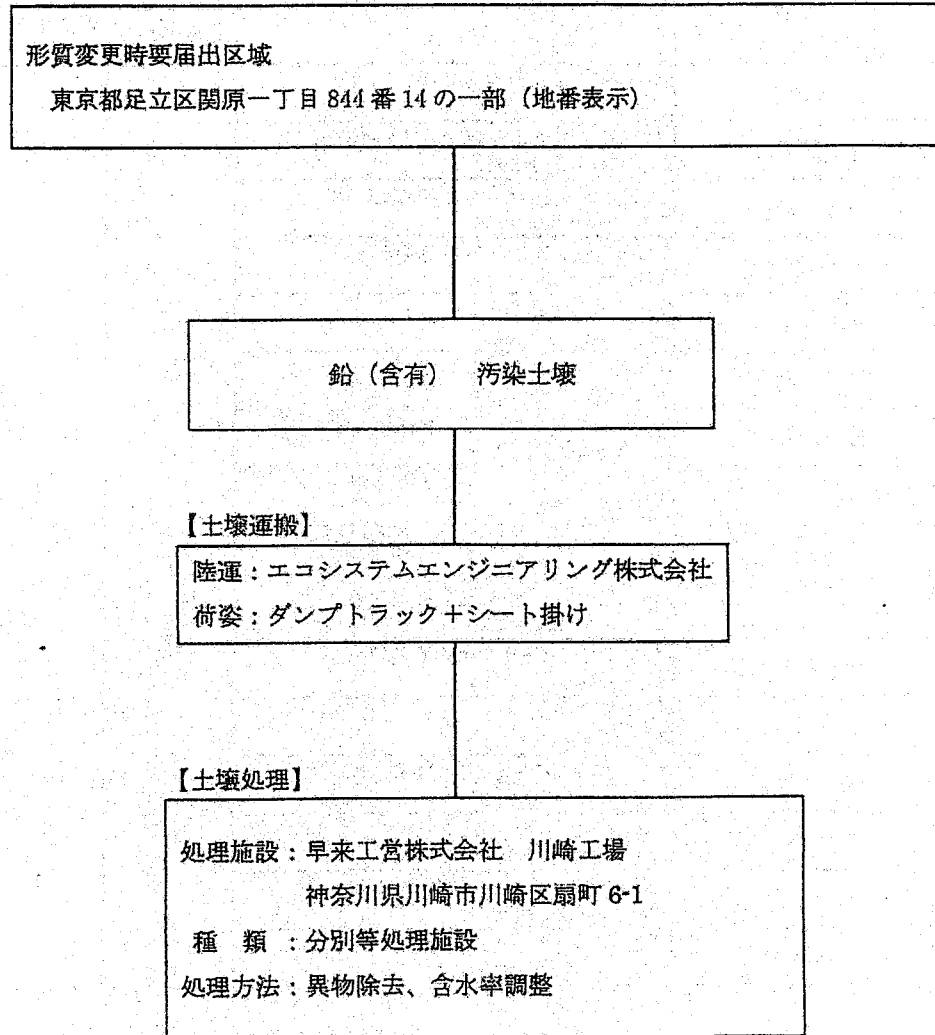 形質変更時要届出区域
東京都足立区関原一丁目844番14の一部（地番表示）
鉛（含有）　汚染土壌
【土壌運搬】
陸運：エコシステムエンジニアリング株式会社
荷姿：ダンプトラック＋シート掛け
【土壌処理】
処理施設：早来工営株式会社　川崎工場
神奈川県川崎市川崎区扇町6-1
種　類　：分別等処理施設
処理方法：異物除去、含水率調整